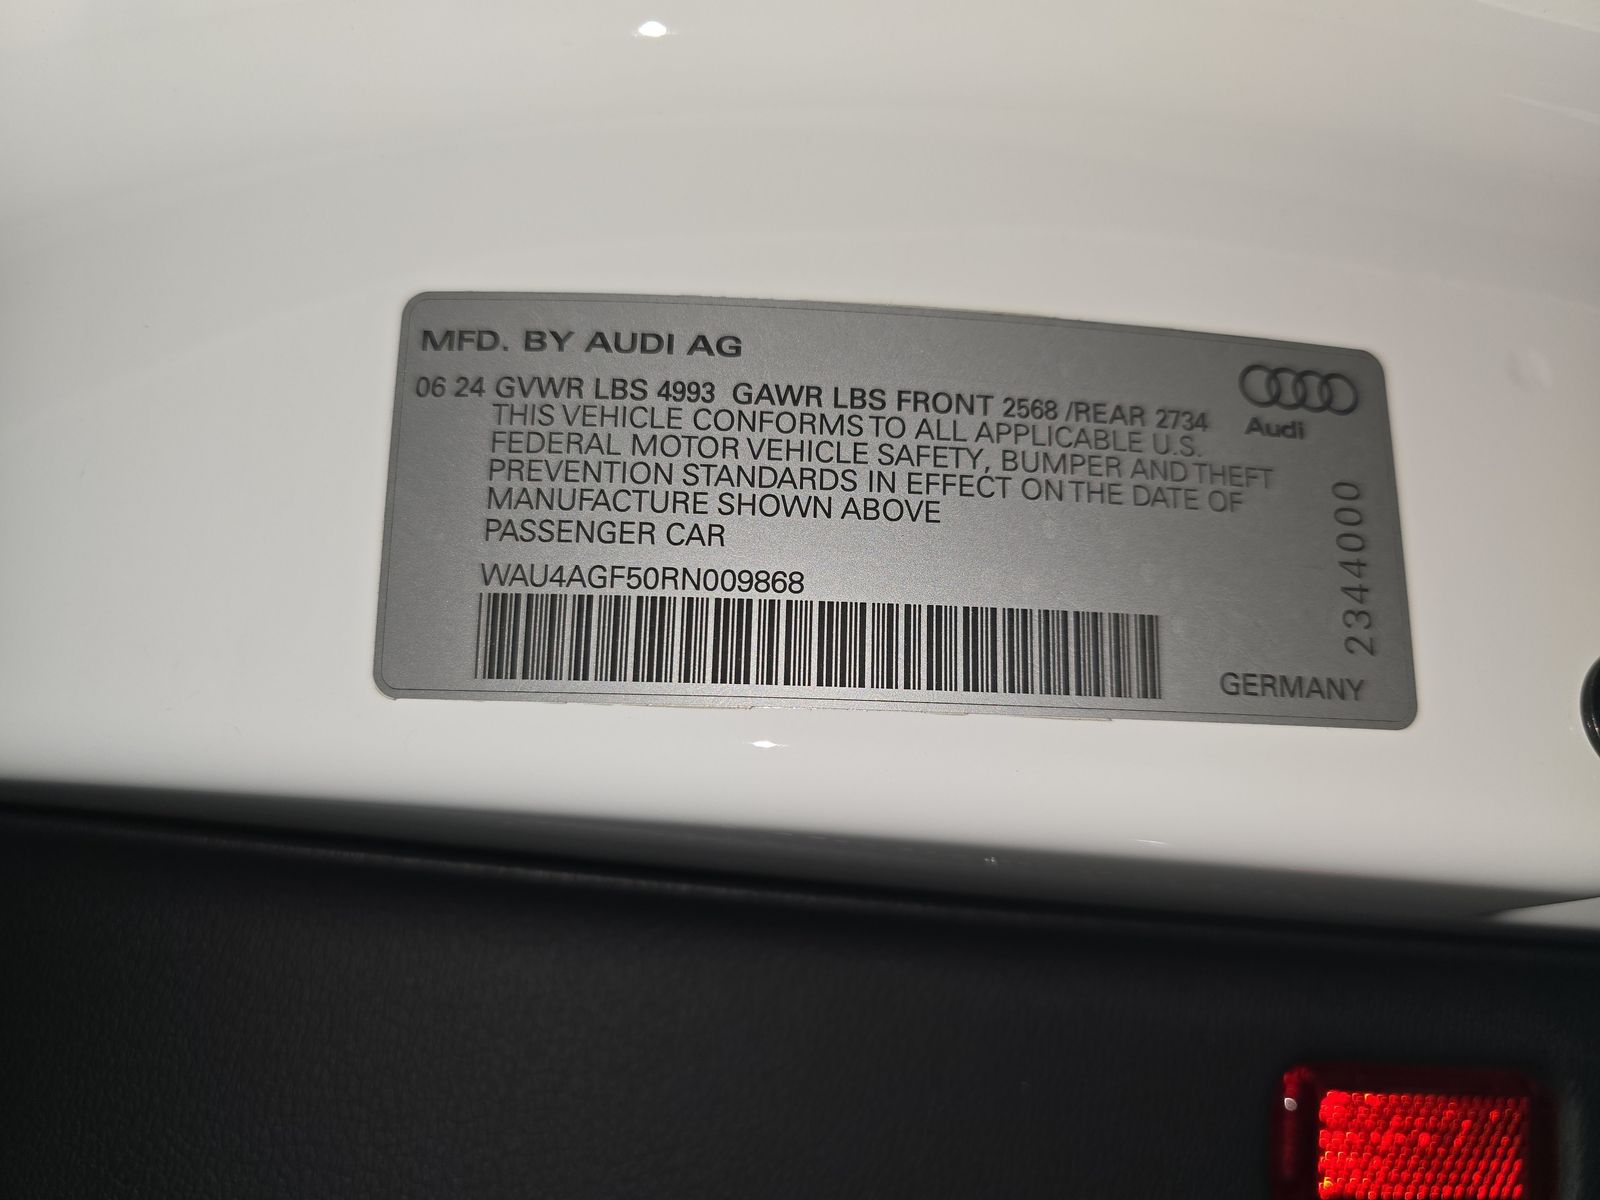 MFD. BY AUDI AG
06 24 GVWR LBS 4993 GAWR LBS FRONT 2568 /REAR 2734
THIS VEHICLE CONFORMS TO ALL APPLICABLE U.S.
FEDERAL MOTOR VEHICLE SAFETY, BUMPER AND THEFT
PREVENTION STANDARDS IN EFFECT ON THE DATE OF
MANUFACTURE SHOWN ABOVE
PASSENGER CAR
WAU4AGF50RN009868
Audi
2344000
GERMANY